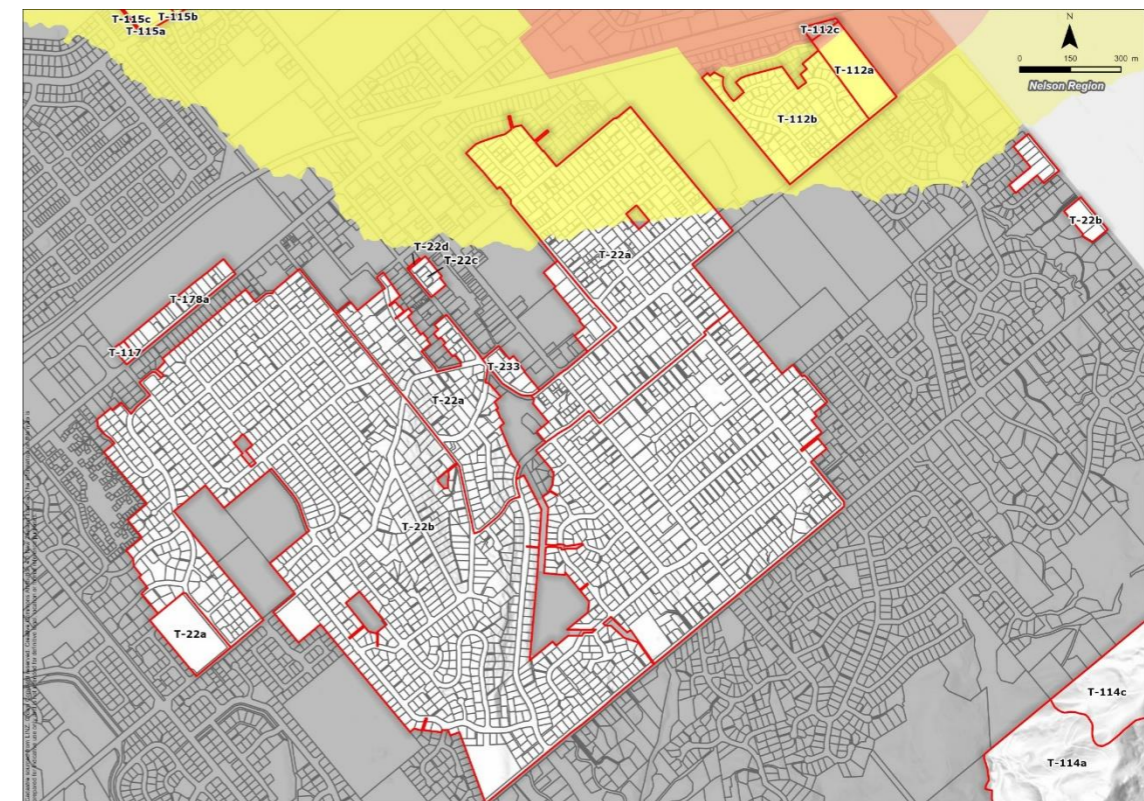 T-115c
T-115b
T-115a
T-112c
N
0 150 300 m
Nelson Region
T-112a
T-112b
T-22b
T-22a
T-22d
T-22c
T-178a
T-117
T-233
T-22a
T-22b
T-22a
T-114c
T-114a